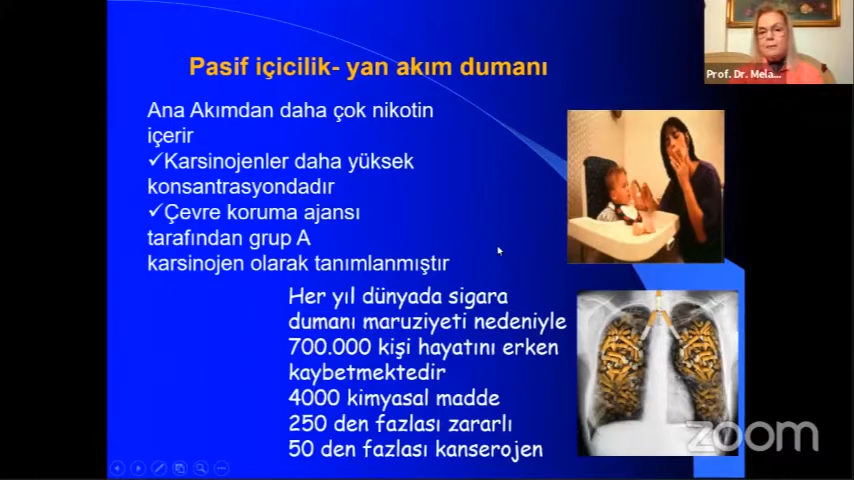 Pasif içicilik- yan akım dumanı
Prof. Dr. Mela...
Ana Akımdan daha çok nikotin
içerir
✓Karsinojenler daha yüksek
konsantrasyondadır
✓Çevre koruma ajansı
tarafından grup A
karsinojen olarak tanımlanmıştır
Her yıl dünyada sigara
dumanı maruziyeti nedeniyle
700.000 kişi hayatını erken
kaybetmektedir
4000 kimyasal madde
250 den fazlası zararlı
50 den fazlası kanserojen
zoom